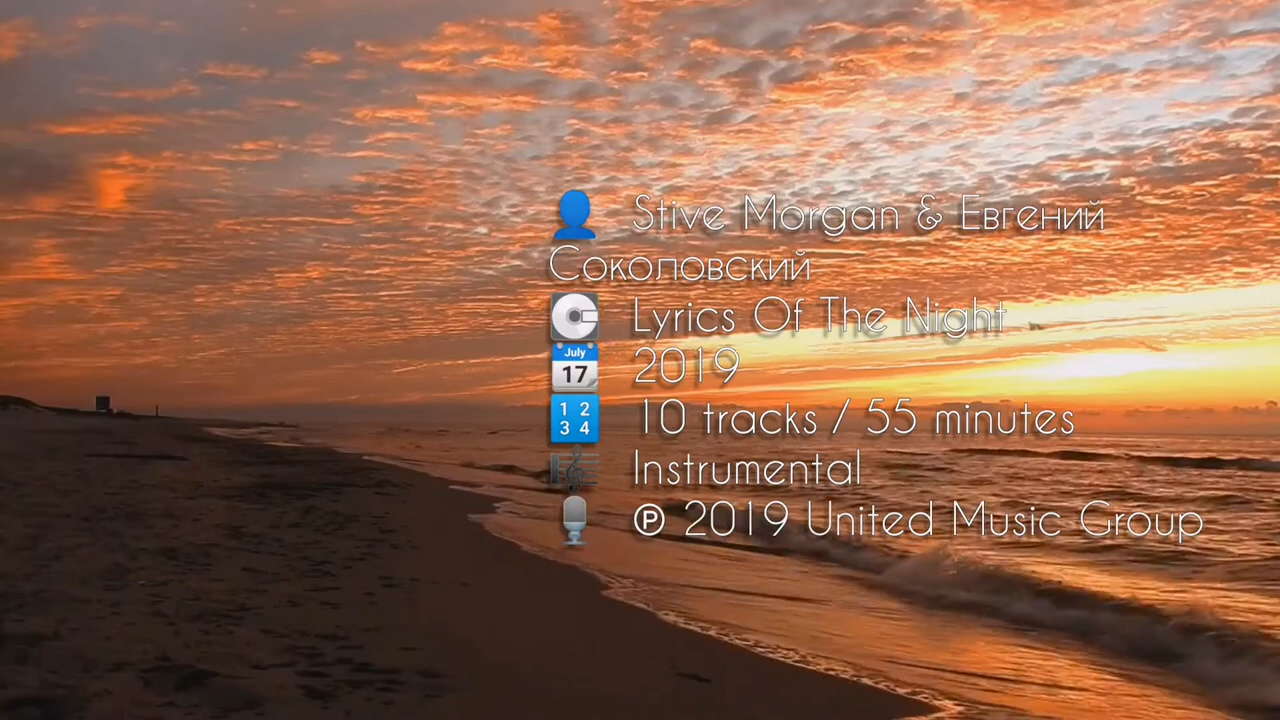 Stive Morgan & Евгений
Соколовский
Lyrics Of The Night
July
17
2019
1 2
3 4
10 tracks / 55 minutes
Instrumental
℗ 2019 United Music Group